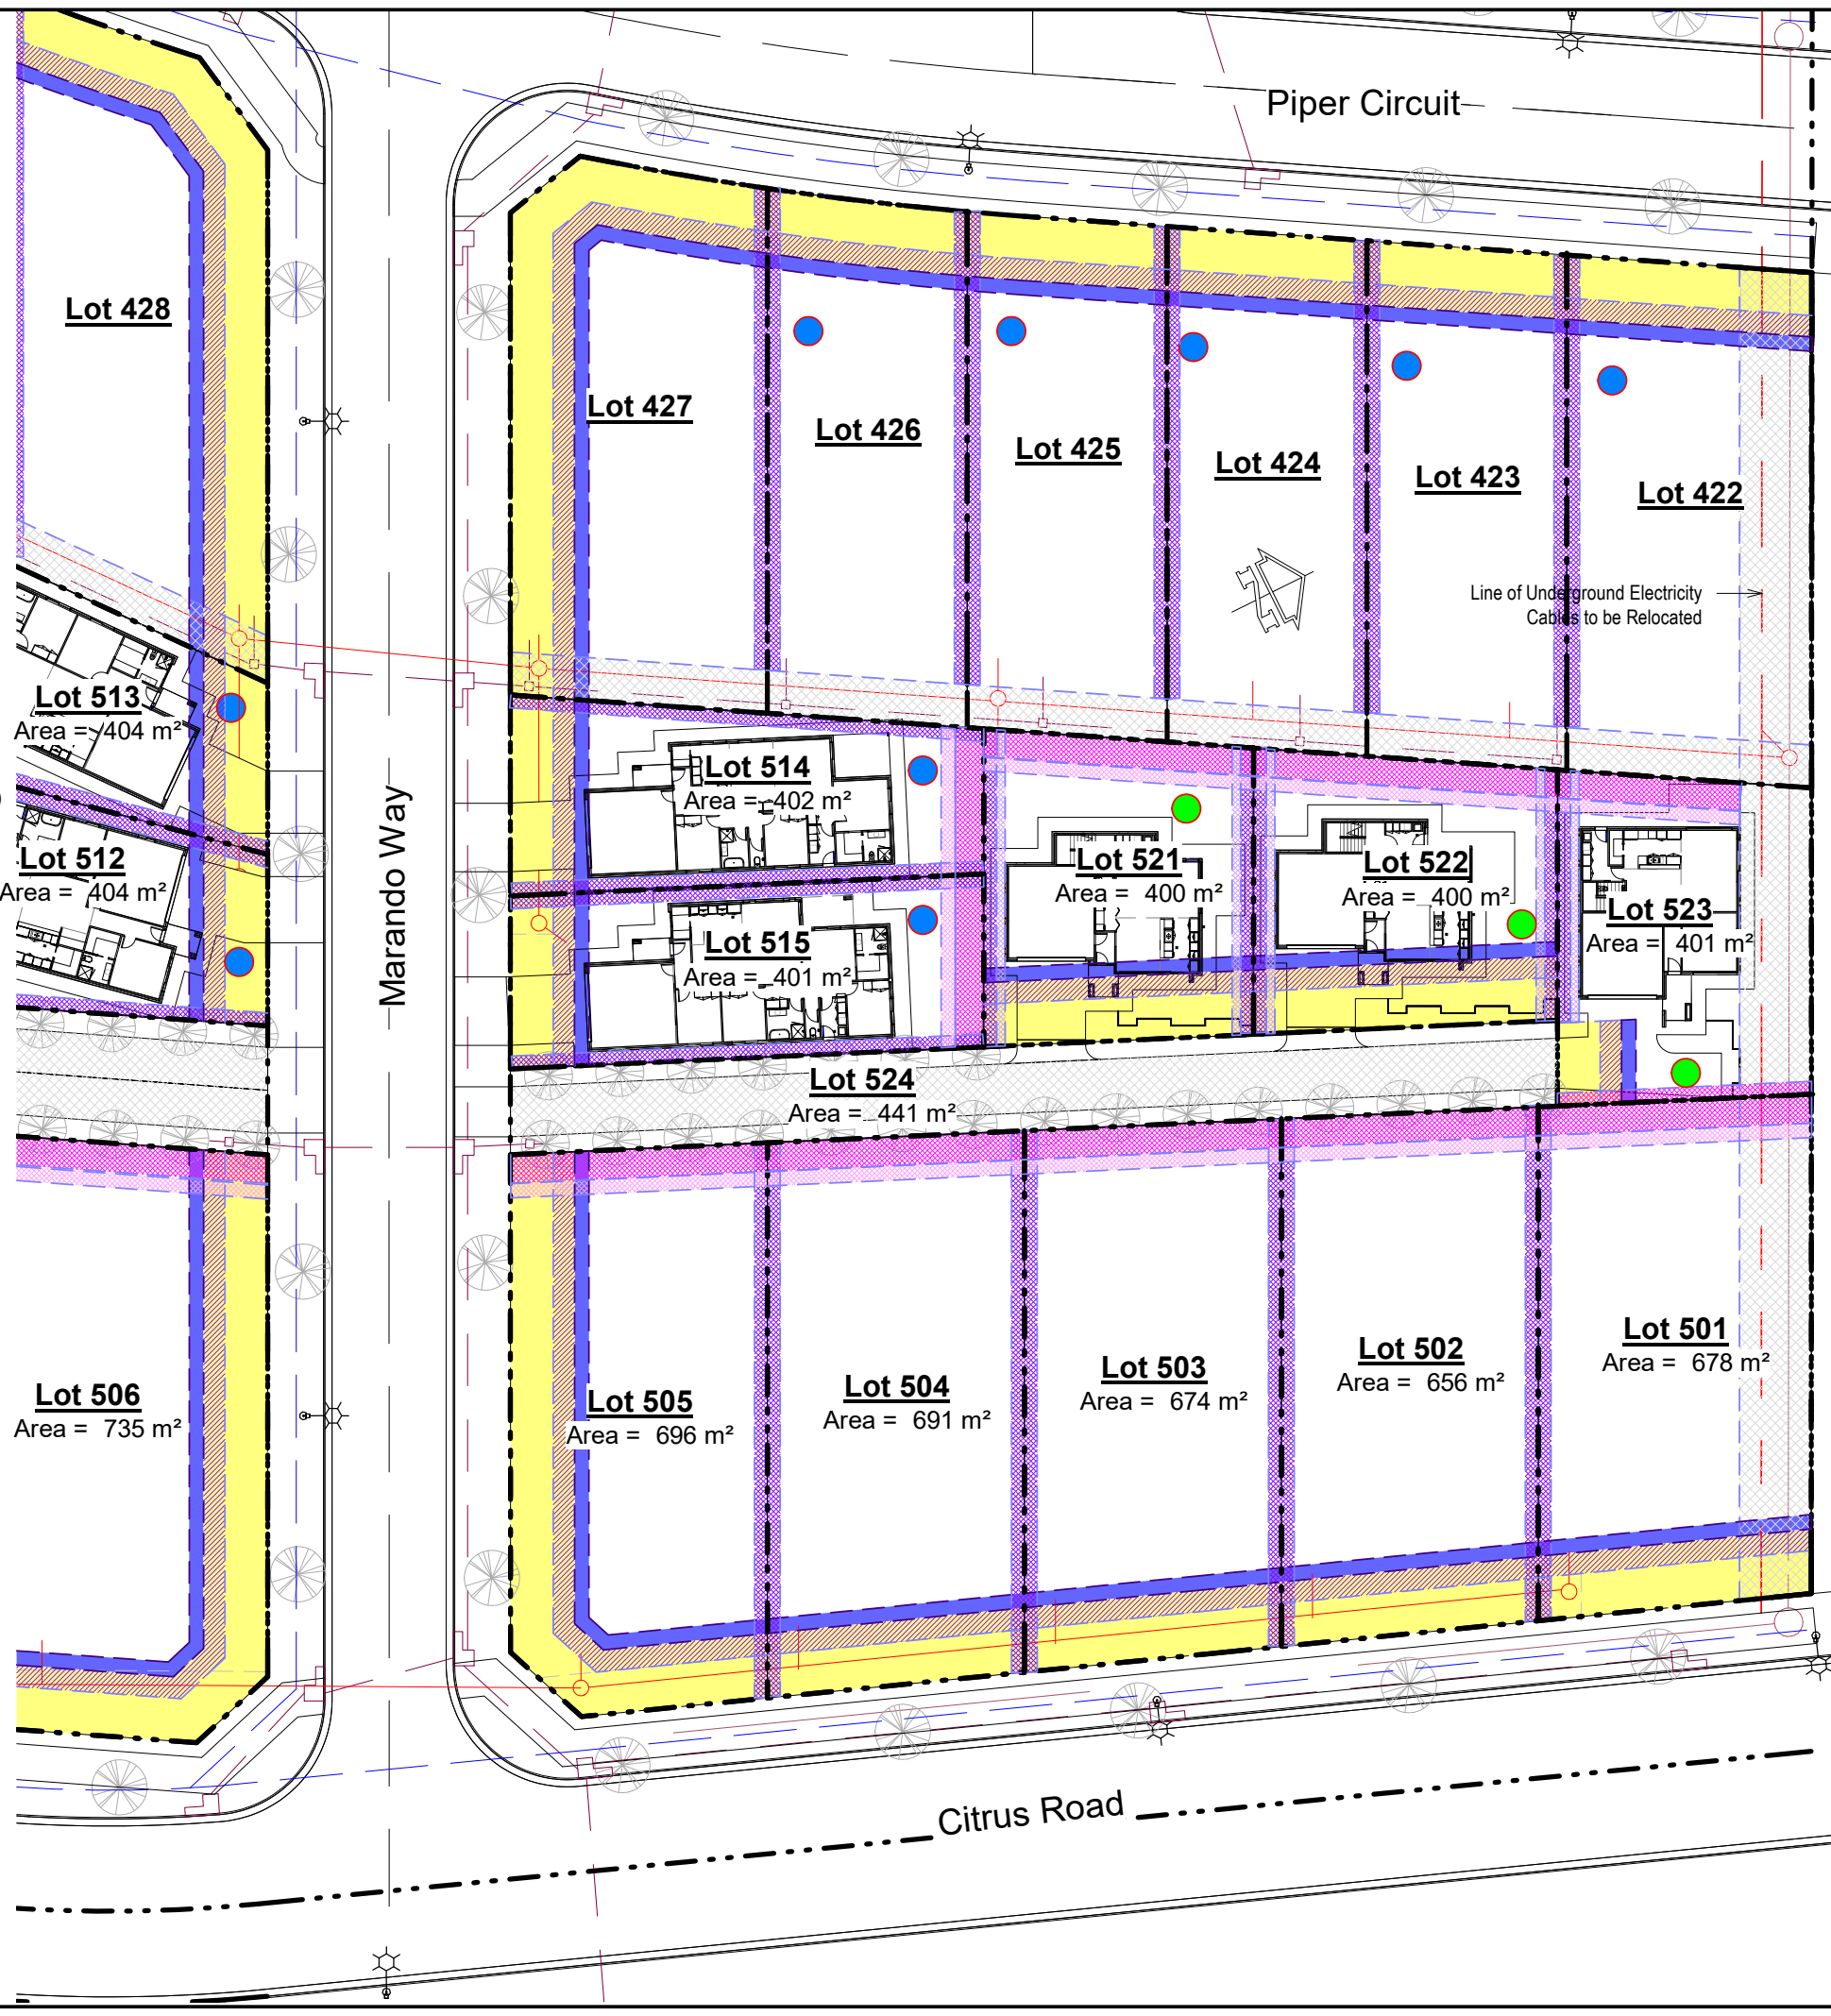 Piper Circuit
Lot 428
Lot 427
Lot 426
Lot 425
Lot 424
Lot 423
Lot 422
Line of Underground Electricity
Cables to be Relocated
Lot 513
Area = 404 m²
Lot 514
Area = 402 m²
Lot 512
Area = 404 m²
Marando Way
Lot 521
Area = 400 m²
Lot 522
Area = 400 m²
Lot 523
Area = 401 m²
Lot 515
Area = 401 m²
Lot 524
Area = 441 m²
Lot 506
Area = 735 m²
Lot 505
Area = 696 m²
Lot 504
Area = 691 m²
Lot 503
Area = 674 m²
Lot 502
Area = 656 m²
Lot 501
Area = 678 m²
Citrus Road